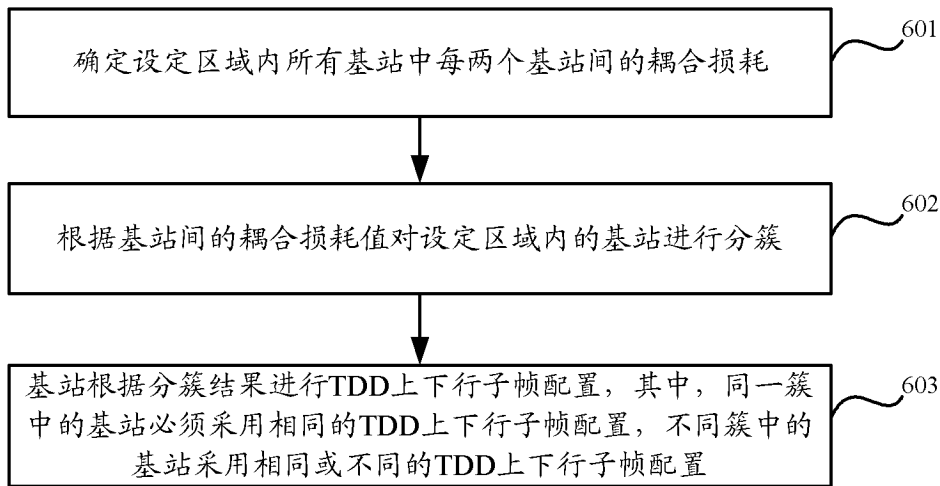 确定设定区域内所有基站中每两个基站间的耦合损耗
601
根据基站间的耦合损耗值对设定区域内的基站进行分簇
602
基站根据分簇结果进行TDD上下行子帧配置，其中，同一簇
中的基站必须采用相同的TDD上下行子帧配置，不同簇中的
基站采用相同或不同的TDD上下行子帧配置
603